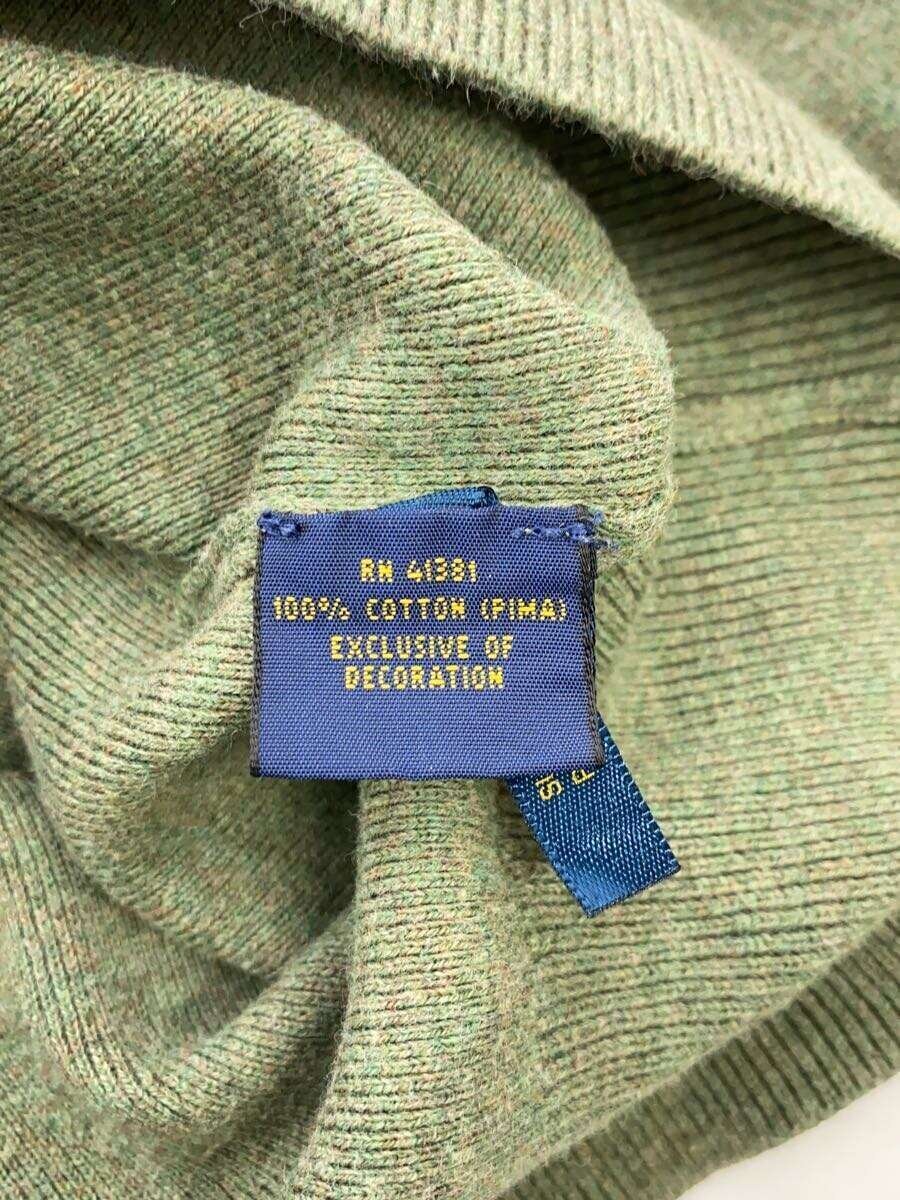 RN 41381
100% COTTON (PIMA)
EXCLUSIVE OF
DECORATION